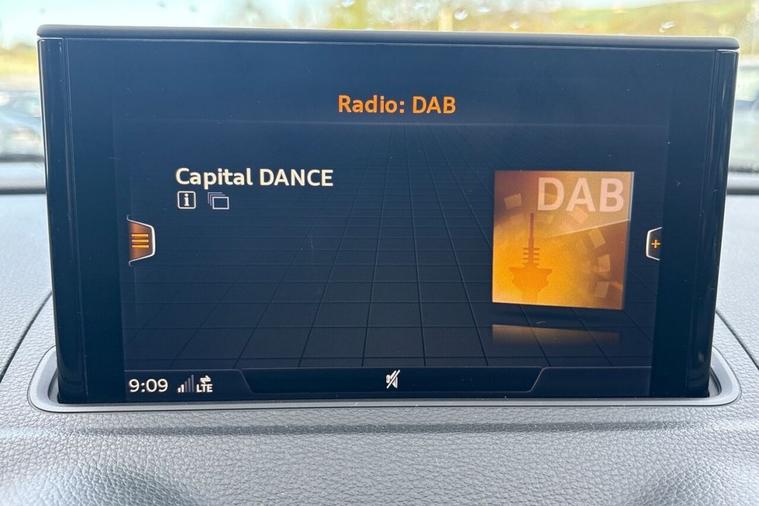 Radio: DAB
Capital DANCE
i
DAB
9:09 LTE